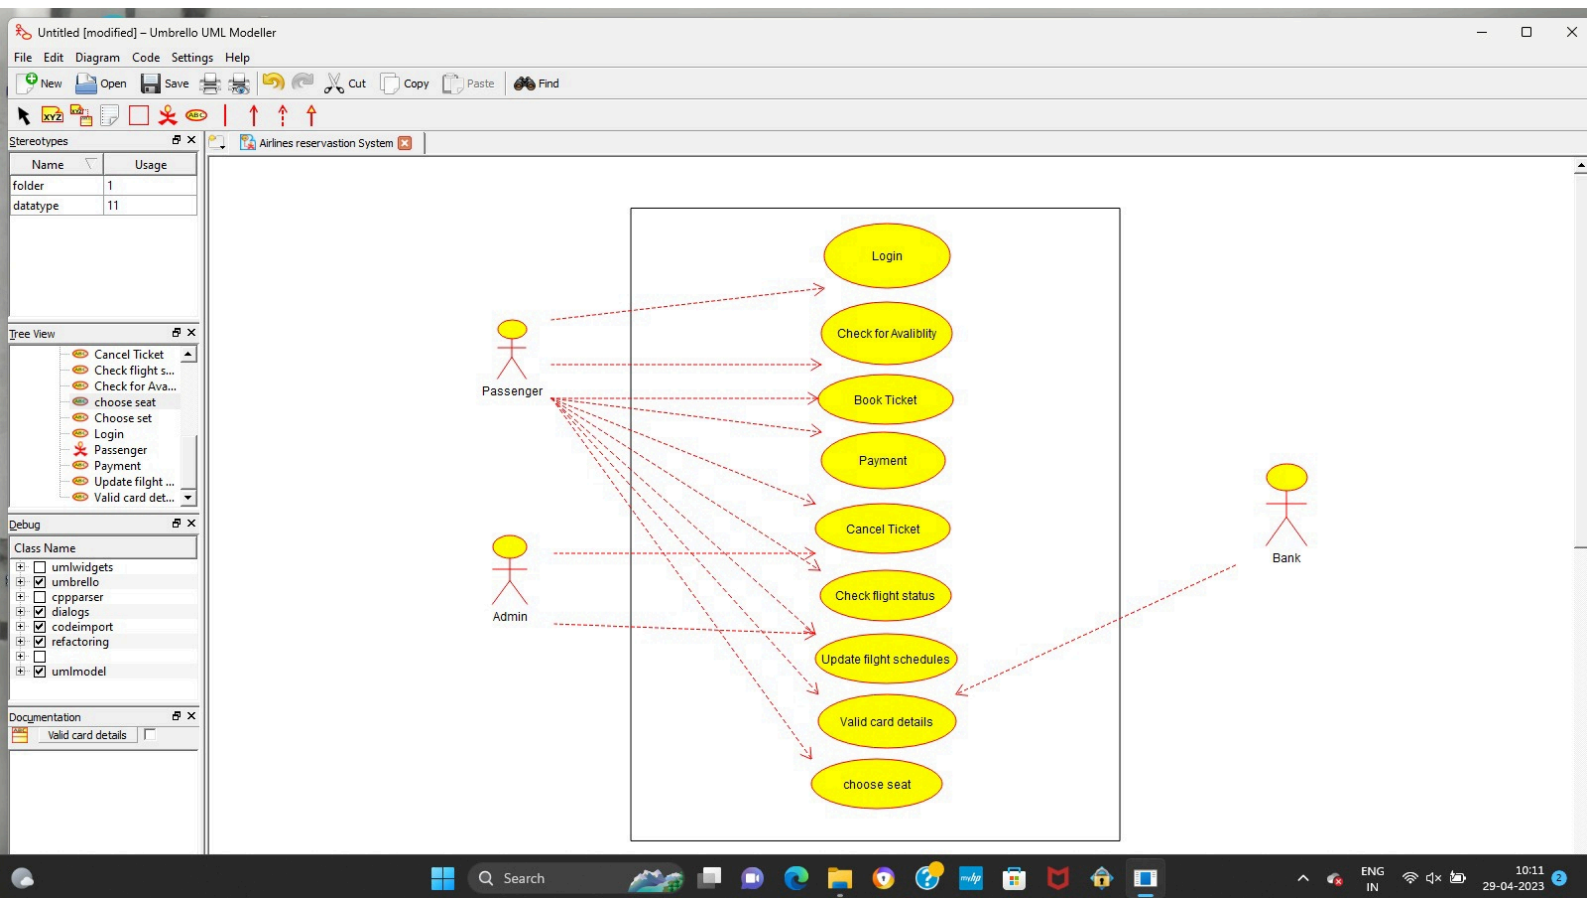 Untitled [modified] – Umbrello UML Modeller
File Edit Diagram Code Settings Help
New Open Save Cut Copy Paste Find
XYZ ABC
Stereotypes
Airlines reservastion System
Name Usage
folder 1
datatype 11
Tree View
Cancel Ticket
Check flight s...
Check for Ava...
choose seat
Choose set
Login
Passenger
Payment
Update filght ...
Valid card det...
Debug
Class Name
umlwidgets
umbrello
cppparser
dialogs
codeimport
refactoring
umlmodel
Documentation
Valid card details
Login
Check for Avaliblity
Passenger
Book Ticket
Payment
Cancel Ticket
Bank
Check flight status
Admin
Update filght schedules
Valid card details
choose seat
Search
myhp
ENG
IN
10:11
29-04-2023
2